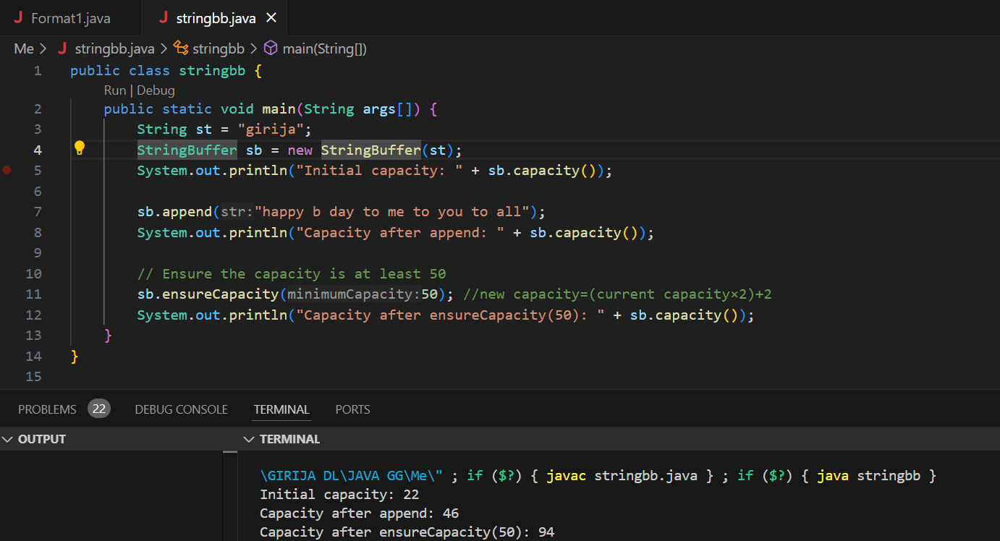 J Format1.java J stringbb.java ×
Me > J stringbb.java > stringbb > main(String[])
1 public class stringbb {
Run | Debug
2 public static void main(String args[]) {
3 String st = "girija";
4 StringBuffer sb = new StringBuffer(st);
5 System.out.println("Initial capacity: " + sb.capacity());
6
7 sb.append(str:"happy b day to me to you to all");
8 System.out.println("Capacity after append: " + sb.capacity());
9
10 // Ensure the capacity is at least 50
11 sb.ensureCapacity(minimumCapacity:50); //new capacity=(current capacity×2)+2
12 System.out.println("Capacity after ensureCapacity(50): " + sb.capacity());
13 }
14 }
15
PROBLEMS 22 DEBUG CONSOLE TERMINAL PORTS
OUTPUT TERMINAL
\GIRIJA DL\JAVA GG\Me\" ; if ($?) { javac stringbb.java } ; if ($?) { java stringbb }
Initial capacity: 22
Capacity after append: 46
Capacity after ensureCapacity(50): 94